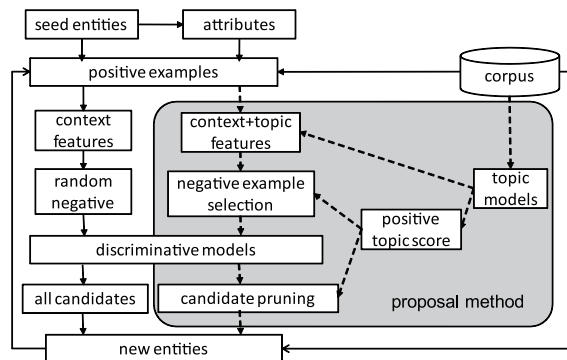 seed entities
attributes
positive examples
corpus
context
features
context+topic
features
random
negative
negative example
selection
topic
models
positive
topic score
discriminative models
all candidates
candidate pruning
proposal method
new entities